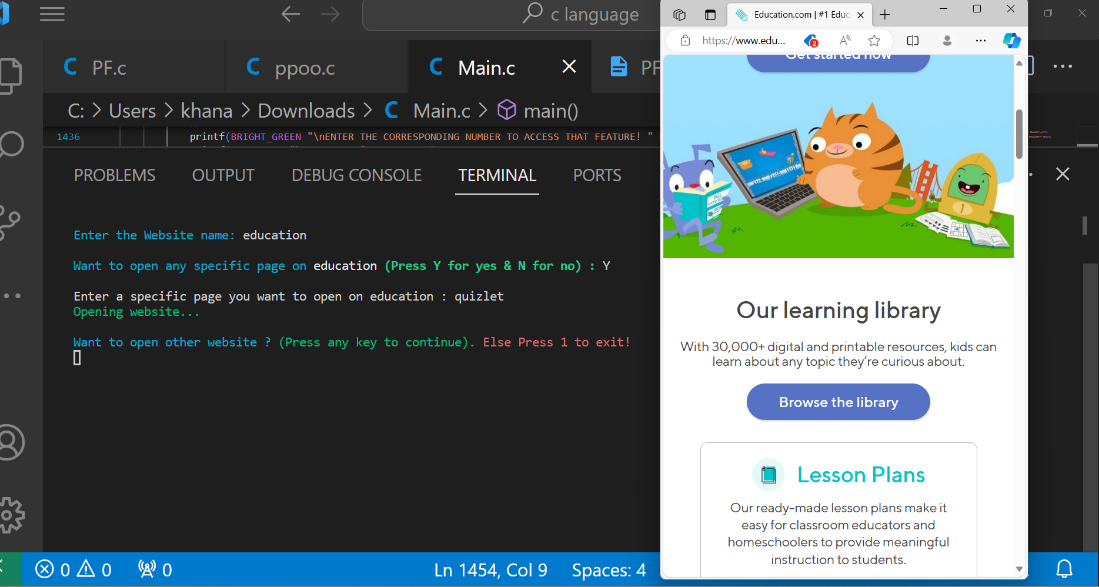 c language
PF.c
ppoo.c
Main.c
PF
C: > Users > khana > Downloads > C Main.c > main()
1436 printf(BRIGHT_GREEN "\nENTER THE CORRESPONDING NUMBER TO ACCESS THAT FEATURE! "
PROBLEMS OUTPUT DEBUG CONSOLE TERMINAL PORTS
Enter the Website name: education
Want to open any specific page on education (Press Y for yes & N for no) : Y
Enter a specific page you want to open on education : quizlet
Opening website...
Want to open other website ? (Press any key to continue). Else Press 1 to exit!
0 0 0
Ln 1454, Col 9 Spaces: 4
Education.com | #1 Educ
https://www.edu...
2
Get started now
Our learning library
With 30,000+ digital and printable resources, kids can
learn about any topic they're curious about.
Browse the library
Lesson Plans
Our ready-made lesson plans make it
easy for classroom educators and
homeschoolers to provide meaningful
instruction to students.